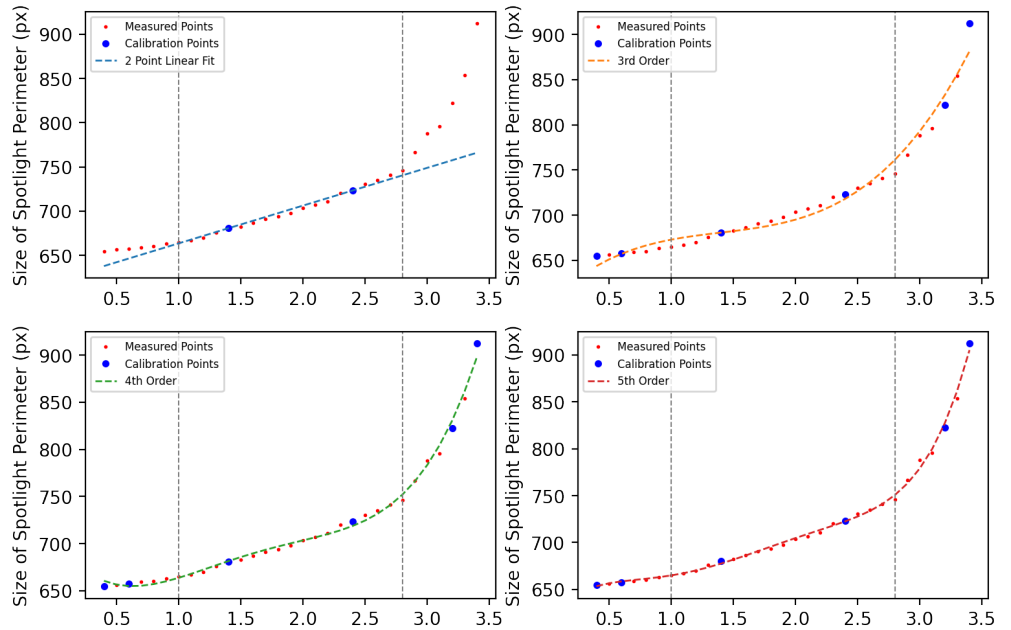 Size of Spotlight Perimeter (px)
900
850
800
750
700
650
Measured Points
Calibration Points
2 Point Linear Fit
0.5 1.0 1.5 2.0 2.5 3.0 3.5
Size of Spotlight Perimeter (px)
900
850
800
750
700
650
Measured Points
Calibration Points
3rd Order
0.5 1.0 1.5 2.0 2.5 3.0 3.5
Size of Spotlight Perimeter (px)
900
850
800
750
700
650
Measured Points
Calibration Points
4th Order
0.5 1.0 1.5 2.0 2.5 3.0 3.5
Size of Spotlight Perimeter (px)
900
850
800
750
700
650
Measured Points
Calibration Points
5th Order
0.5 1.0 1.5 2.0 2.5 3.0 3.5